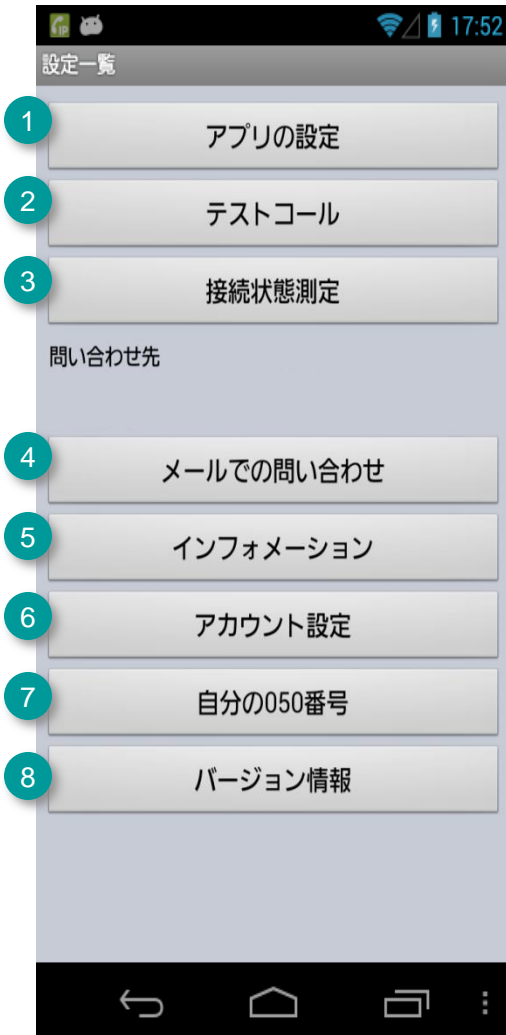 17:52
設定一覧
1 アプリの設定
2 テストコール
3 接続状態測定
問い合わせ先
4 メールでの問い合わせ
5 インフォメーション
6 アカウント設定
7 自分の050番号
8 バージョン情報